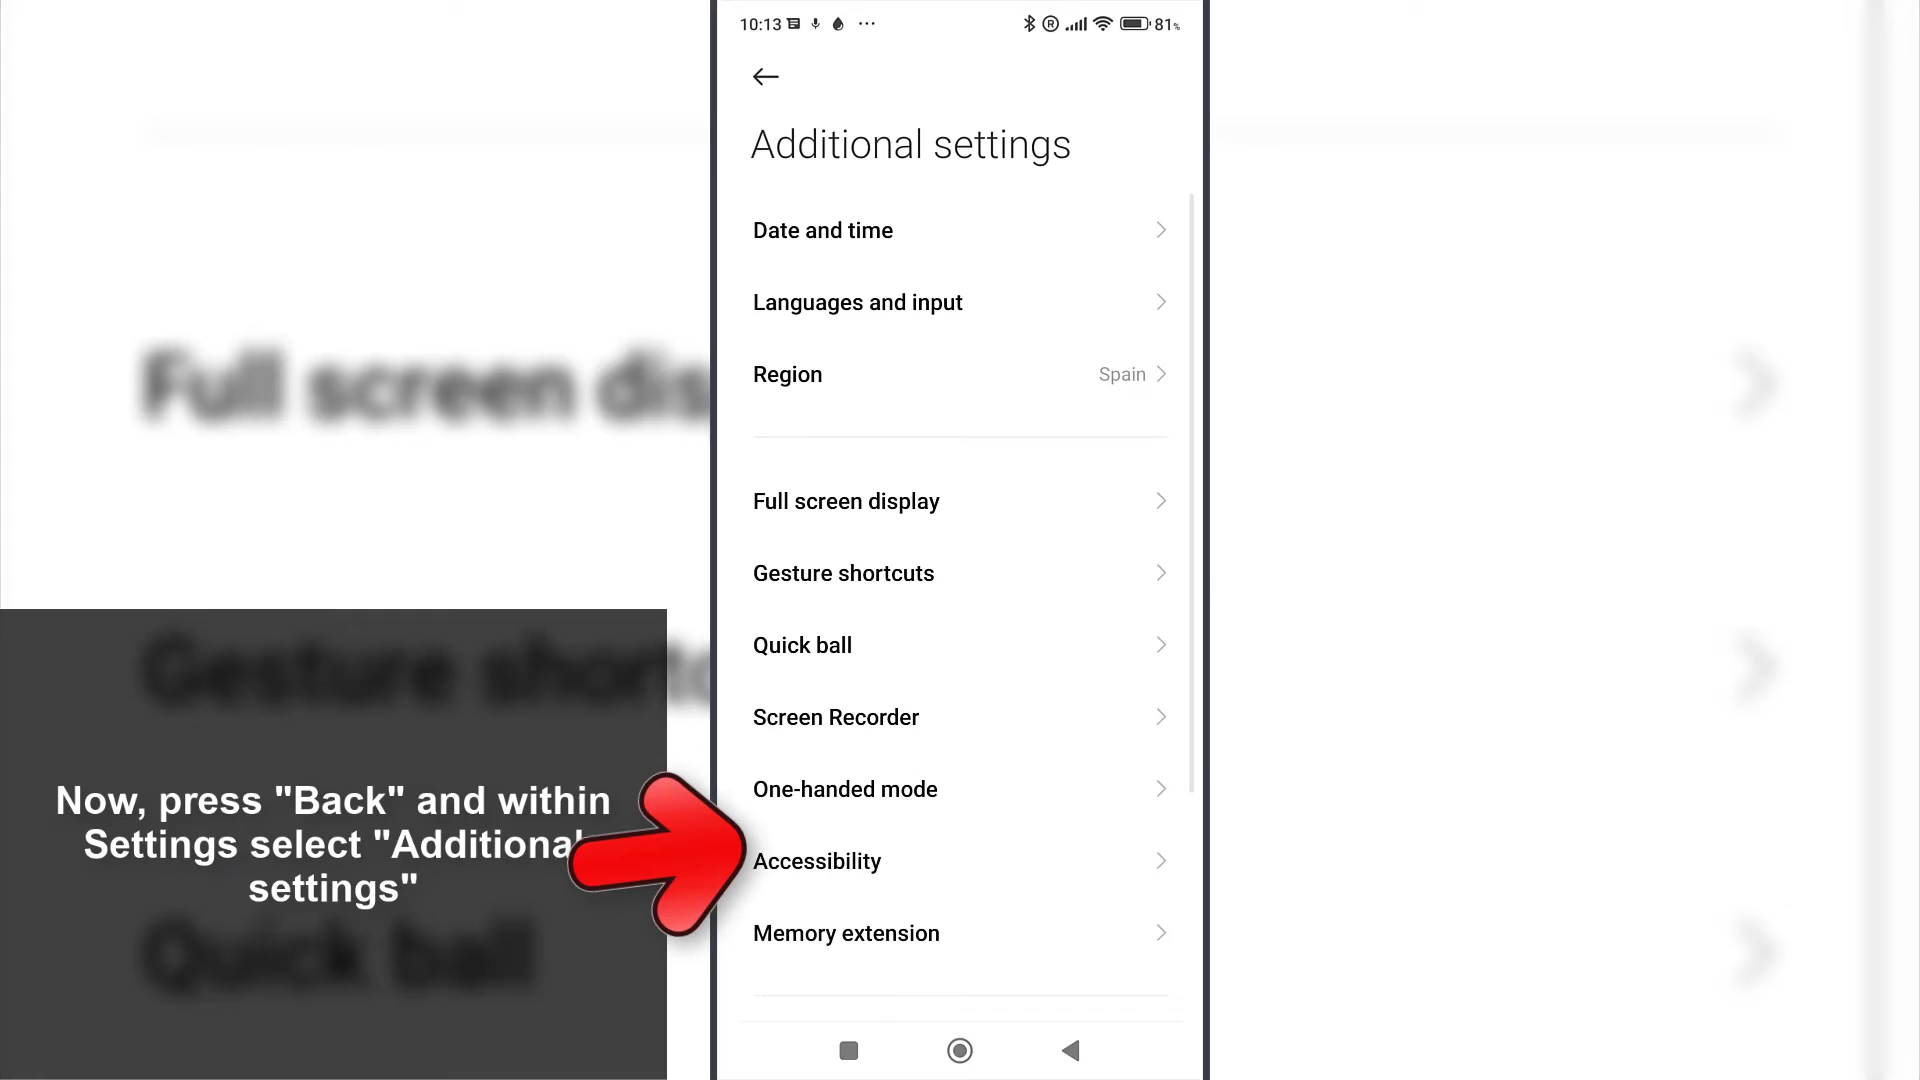 10:13
81%
Additional settings
Date and time
Languages and input
Region
Spain
Full screen display
Gesture shortcuts
Quick ball
Screen Recorder
One-handed mode
Accessibility
Memory extension
Full screen dis
Gesture shortc
Quick ball
Now, press "Back" and within
Settings select "Additional
settings"